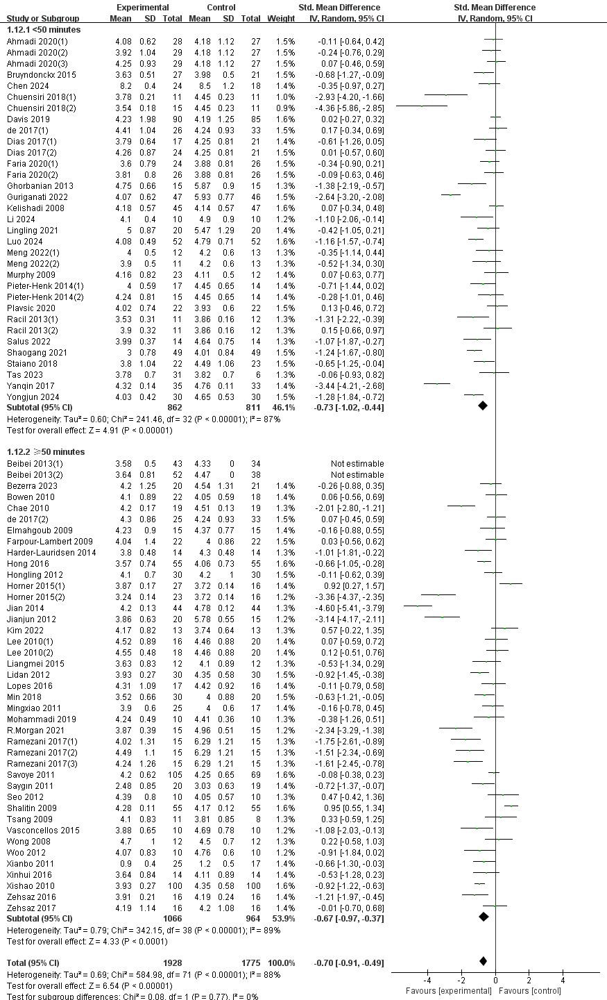 Experimental Control Std. Mean Difference Std. Mean Difference
Study or Subgroup Mean SD Total Mean SD Total Weight IV, Random, 95% CI IV, Random, 95% CI
1.12.1 <50 minutes
Ahmadi 2020(1) 4.08 0.62 28 4.18 1.12 27 1.5% -0.11 [-0.64, 0.42]
Ahmadi 2020(2) 3.92 1.04 29 4.18 1.12 27 1.5% -0.24 [-0.76, 0.29]
Ahmadi 2020(3) 4.25 0.93 29 4.18 1.12 27 1.5% 0.07 [-0.46, 0.59]
Bruyndonckx 2015 3.63 0.51 27 3.98 0.5 21 1.5% -0.68 [-1.27, -0.09]
Chen 2024 8.2 0.4 24 8.5 1.2 18 1.5% -0.35 [-0.97, 0.27]
Chuensiri 2018(1) 3.78 0.21 11 4.45 0.23 11 1.0% -2.93 [-4.20, -1.66]
Chuensiri 2018(2) 3.54 0.18 15 4.45 0.23 11 0.9% -4.36 [-5.86, -2.85]
Davis 2019 4.23 1.98 90 4.19 1.25 85 1.6% 0.02 [-0.27, 0.32]
de 2017(1) 4.41 1.04 26 4.24 0.93 33 1.5% 0.17 [-0.34, 0.69]
Dias 2017(1) 3.79 0.64 17 4.25 0.81 21 1.4% -0.61 [-1.26, 0.05]
Dias 2017(2) 4.26 0.87 24 4.25 0.81 21 1.5% 0.01 [-0.57, 0.60]
Faria 2020(1) 3.6 0.79 24 3.88 0.81 26 1.5% -0.34 [-0.90, 0.21]
Faria 2020(2) 3.81 0.8 26 3.88 0.81 26 1.5% -0.09 [-0.63, 0.46]
Ghorbanian 2013 4.75 0.66 15 5.87 0.9 15 1.3% -1.38 [-2.19, -0.57]
Guriganati 2022 4.07 0.62 47 5.93 0.77 46 1.5% -2.64 [-3.20, -2.08]
Kelishadi 2008 4.18 0.57 45 4.14 0.57 47 1.5% 0.07 [-0.34, 0.48]
Li 2024 4.1 0.4 10 4.9 0.9 10 1.2% -1.10 [-2.06, -0.14]
Lingling 2021 5 0.87 20 5.47 1.29 20 1.4% -0.42 [-1.05, 0.21]
Luo 2024 4.08 0.49 52 4.79 0.71 52 1.5% -1.16 [-1.57, -0.74]
Meng 2022(1) 4 0.5 12 4.2 0.6 13 1.3% -0.35 [-1.14, 0.44]
Meng 2022(2) 3.9 0.5 11 4.2 0.6 13 1.3% -0.52 [-1.34, 0.30]
Murphy 2009 4.16 0.82 23 4.11 0.5 12 1.4% 0.07 [-0.63, 0.77]
Pieter-Henk 2014(1) 4 0.59 17 4.45 0.65 14 1.4% -0.71 [-1.44, 0.02]
Pieter-Henk 2014(2) 4.24 0.81 15 4.45 0.65 14 1.4% -0.28 [-1.01, 0.46]
Plavsic 2020 4.02 0.74 22 3.93 0.6 22 1.5% 0.13 [-0.46, 0.72]
Racil 2013(1) 3.53 0.31 11 3.86 0.16 12 1.3% -1.31 [-2.22, -0.39]
Racil 2013(2) 3.9 0.32 11 3.86 0.16 12 1.3% 0.15 [-0.66, 0.97]
Salus 2022 3.99 0.37 14 4.64 0.75 14 1.3% -1.07 [-1.87, -0.27]
Shaogang 2021 3 0.78 49 4.01 0.84 49 1.5% -1.24 [-1.67, -0.80]
Staiano 2018 3.8 1.04 22 4.49 1.06 23 1.5% -0.65 [-1.25, -0.04]
Tas 2023 3.78 0.7 31 3.82 0.7 6 1.3% -0.06 [-0.93, 0.82]
Yanqin 2017 4.32 0.14 35 4.76 0.11 33 1.4% -3.44 [-4.21, -2.68]
Yongjun 2024 4.03 0.42 30 4.65 0.53 30 1.5% -1.28 [-1.84, -0.72]
Subtotal (95% CI) 862 811 46.1% -0.73 [-1.02, -0.44]
Heterogeneity: Tau² = 0.60; Chi² = 241.46, df = 32 (P < 0.00001); I² = 87%
Test for overall effect: Z = 4.91 (P < 0.00001)
1.12.2 ≥50 minutes
Beibei 2013(1) 3.58 0.5 43 4.33 0 34 Not estimable
Beibei 2013(2) 3.64 0.81 52 4.47 0 38 Not estimable
Bezerra 2023 4.2 1.25 20 4.54 1.31 21 1.4% -0.26 [-0.88, 0.35]
Bowen 2010 4.1 0.89 22 4.05 0.59 18 1.4% 0.06 [-0.56, 0.69]
Chae 2010 4.2 0.17 19 4.51 0.13 19 1.4% -2.01 [-2.80, -1.21]
de 2017(2) 4.3 0.86 25 4.24 0.93 33 1.5% 0.07 [-0.45, 0.59]
Elmahgoub 2009 4.23 0.9 15 4.37 0.77 15 1.4% -0.16 [-0.88, 0.55]
Farpour-Lambert 2009 4.04 1.4 22 4 0.86 22 1.5% 0.03 [-0.56, 0.62]
Harder-Lauridsen 2014 3.8 0.48 14 4.3 0.48 14 1.4% -1.01 [-1.81, -0.22]
Hong 2016 3.57 0.74 55 4.06 0.73 55 1.5% -0.66 [-1.05, -0.28]
Hongling 2012 4.1 0.7 30 4.2 1 30 1.5% -0.11 [-0.62, 0.39]
Horner 2015(1) 3.87 0.17 27 3.72 0.14 16 1.4% 0.92 [0.27, 1.57]
Horner 2015(2) 3.24 0.14 23 3.72 0.14 16 1.2% -3.36 [-4.37, -2.35]
Jian 2014 4.2 0.13 44 4.78 0.12 44 1.3% -4.60 [-5.41, -3.79]
Jianjun 2012 3.86 0.63 20 5.78 0.55 15 1.2% -3.14 [-4.17, -2.11]
Kim 2022 4.17 0.82 13 3.74 0.64 13 1.4% 0.57 [-0.22, 1.35]
Lee 2010(1) 4.52 0.89 16 4.46 0.88 20 1.4% 0.07 [-0.59, 0.72]
Lee 2010(2) 4.55 0.48 18 4.46 0.88 20 1.4% 0.12 [-0.51, 0.76]
Liangmei 2015 3.63 0.83 12 4.1 0.89 12 1.3% -0.53 [-1.34, 0.29]
Lidan 2012 3.93 0.27 30 4.35 0.58 30 1.5% -0.92 [-1.45, -0.38]
Lopes 2016 4.31 1.09 17 4.42 0.92 16 1.4% -0.11 [-0.79, 0.58]
Min 2018 3.52 0.66 30 4 0.88 20 1.5% -0.63 [-1.21, -0.05]
Mingxiao 2011 3.9 0.6 25 4 0.6 17 1.4% -0.16 [-0.78, 0.45]
Mohammadi 2019 4.24 0.49 10 4.41 0.36 10 1.3% -0.38 [-1.26, 0.51]
R.Morgan 2021 3.87 0.39 15 4.96 0.51 15 1.2% -2.34 [-3.29, -1.38]
Ramezani 2017(1) 4.02 1.31 15 6.29 1.21 15 1.3% -1.75 [-2.61, -0.89]
Ramezani 2017(2) 4.49 1.1 15 6.29 1.21 15 1.3% -1.51 [-2.34, -0.69]
Ramezani 2017(3) 4.24 1.26 15 6.29 1.21 15 1.3% -1.61 [-2.45, -0.78]
Savoye 2011 4.2 0.62 105 4.25 0.65 69 1.6% -0.08 [-0.38, 0.23]
Saygın 2011 2.48 0.85 20 3.03 0.63 19 1.4% -0.72 [-1.37, -0.07]
Seo 2012 4.39 0.8 10 4.05 0.57 10 1.3% 0.47 [-0.42, 1.36]
Shalitin 2009 4.28 0.11 55 4.17 0.12 55 1.5% 0.95 [0.55, 1.34]
Tsang 2009 4.1 0.83 11 3.81 0.85 8 1.2% 0.33 [-0.59, 1.25]
Vasconcellos 2015 3.88 0.65 10 4.69 0.78 10 1.2% -1.08 [-2.03, -0.13]
Wong 2008 4.7 1 12 4.5 0.7 12 1.3% 0.22 [-0.58, 1.03]
Woo 2012 4.07 0.83 10 4.76 0.6 10 1.2% -0.91 [-1.84, 0.02]
Xianbo 2011 0.9 0.4 25 1.2 0.5 17 1.4% -0.66 [-1.30, -0.03]
Xinhui 2016 3.64 0.84 14 4.11 0.89 14 1.4% -0.53 [-1.28, 0.23]
Xishao 2010 3.93 0.27 100 4.35 0.58 100 1.6% -0.92 [-1.22, -0.63]
Zehsaz 2016 3.91 0.21 16 4.19 0.24 16 1.4% -1.21 [-1.97, -0.45]
Zehsaz 2017 4.19 1.14 16 4.2 1.08 16 1.4% -0.01 [-0.70, 0.68]
Subtotal (95% CI) 1066 964 53.9% -0.67 [-0.97, -0.37]
Heterogeneity: Tau² = 0.79; Chi² = 342.15, df = 38 (P < 0.00001); I² = 89%
Test for overall effect: Z = 4.33 (P < 0.0001)
Total (95% CI) 1928 1775 100.0% -0.70 [-0.91, -0.49]
Heterogeneity: Tau² = 0.69; Chi² = 584.98, df = 71 (P < 0.00001); I² = 88%
Test for overall effect: Z = 6.54 (P < 0.00001)
Test for subgroup differences: Chi² = 0.08, df = 1 (P = 0.77), I² = 0%
-4 -2 0 2 4
Favours [experimental] Favours [control]